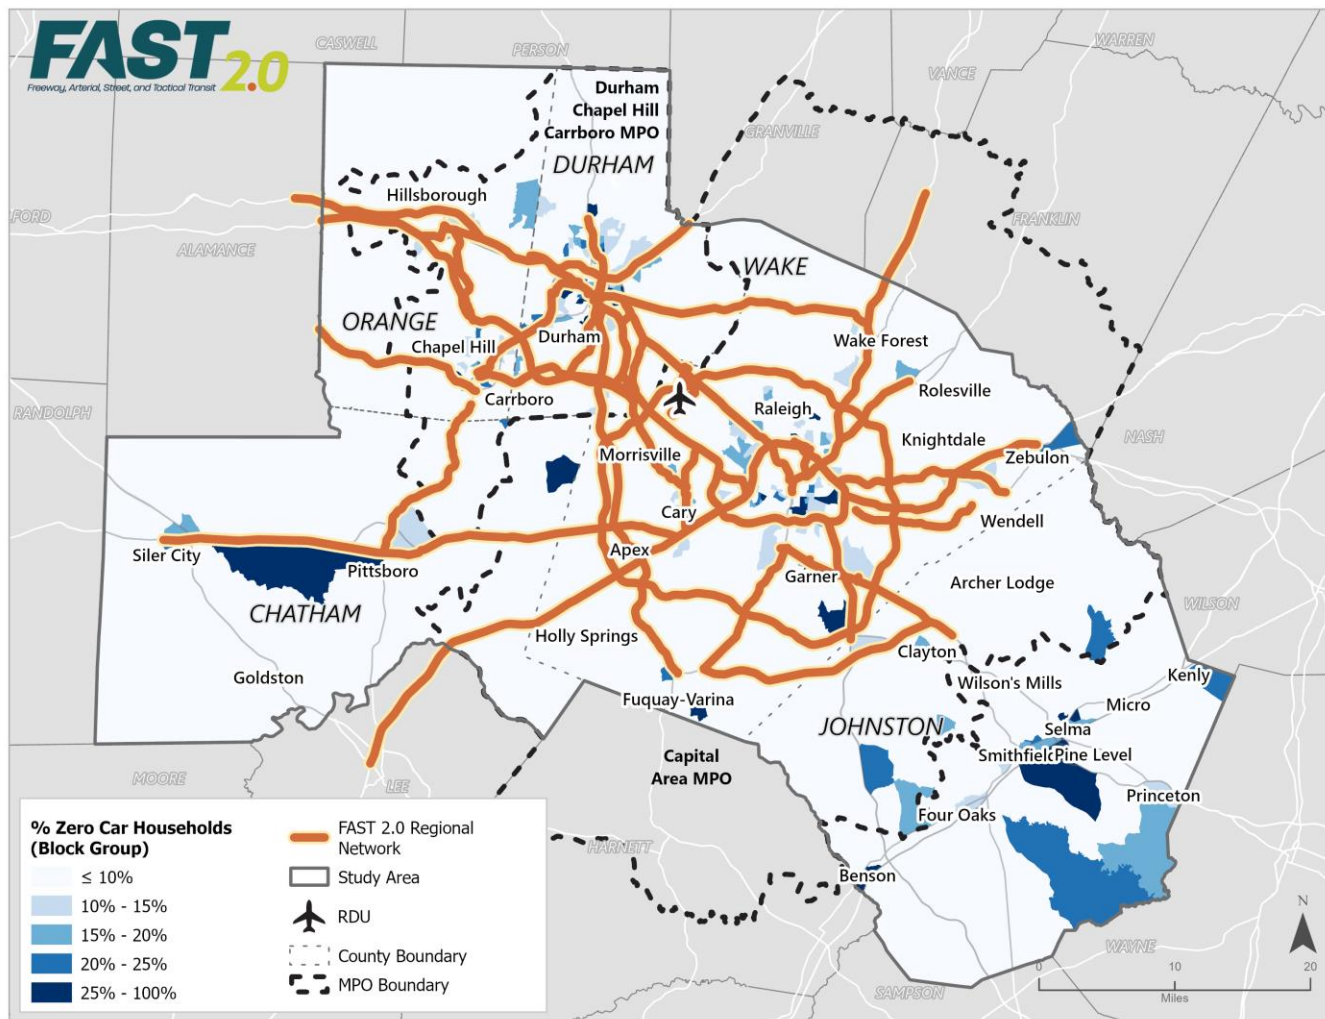 FAST 2.0
Freeway, Arterial, Street, and Tactical Transit
CASWELL
PERSON
WARREN
VANCE
Durham
Chapel Hill
Carrboro MPO
GRANVILLE
DURHAM
Hillsborough
FORD
ALAMANCE
FRANKLIN
WAKE
ORANGE
Chapel Hill
Durham
Wake Forest
RANDOLPH
Carrboro
Rolesville
Raleigh
Knightdale
NASH
Morrisville
Zebulon
Cary
Wendell
Siler City
Pittsboro
Apex
Garner
Archer Lodge
CHATHAM
WILSON
Holly Springs
Clayton
Goldston
Wilson's Mills
Kenly
Fuquay-Varina
Micro
JOHNSTON
Selma
Capital
Area MPO
Smithfield
Pine Level
MOORE
LEE
Princeton
Four Oaks
HARNETT
Benson
WAYNE
SAMPSON
% Zero Car Households
(Block Group)
≤ 10%
10% - 15%
15% - 20%
20% - 25%
25% - 100%
FAST 2.0 Regional
Network
Study Area
RDU
County Boundary
MPO Boundary
N
0 10 20
Miles